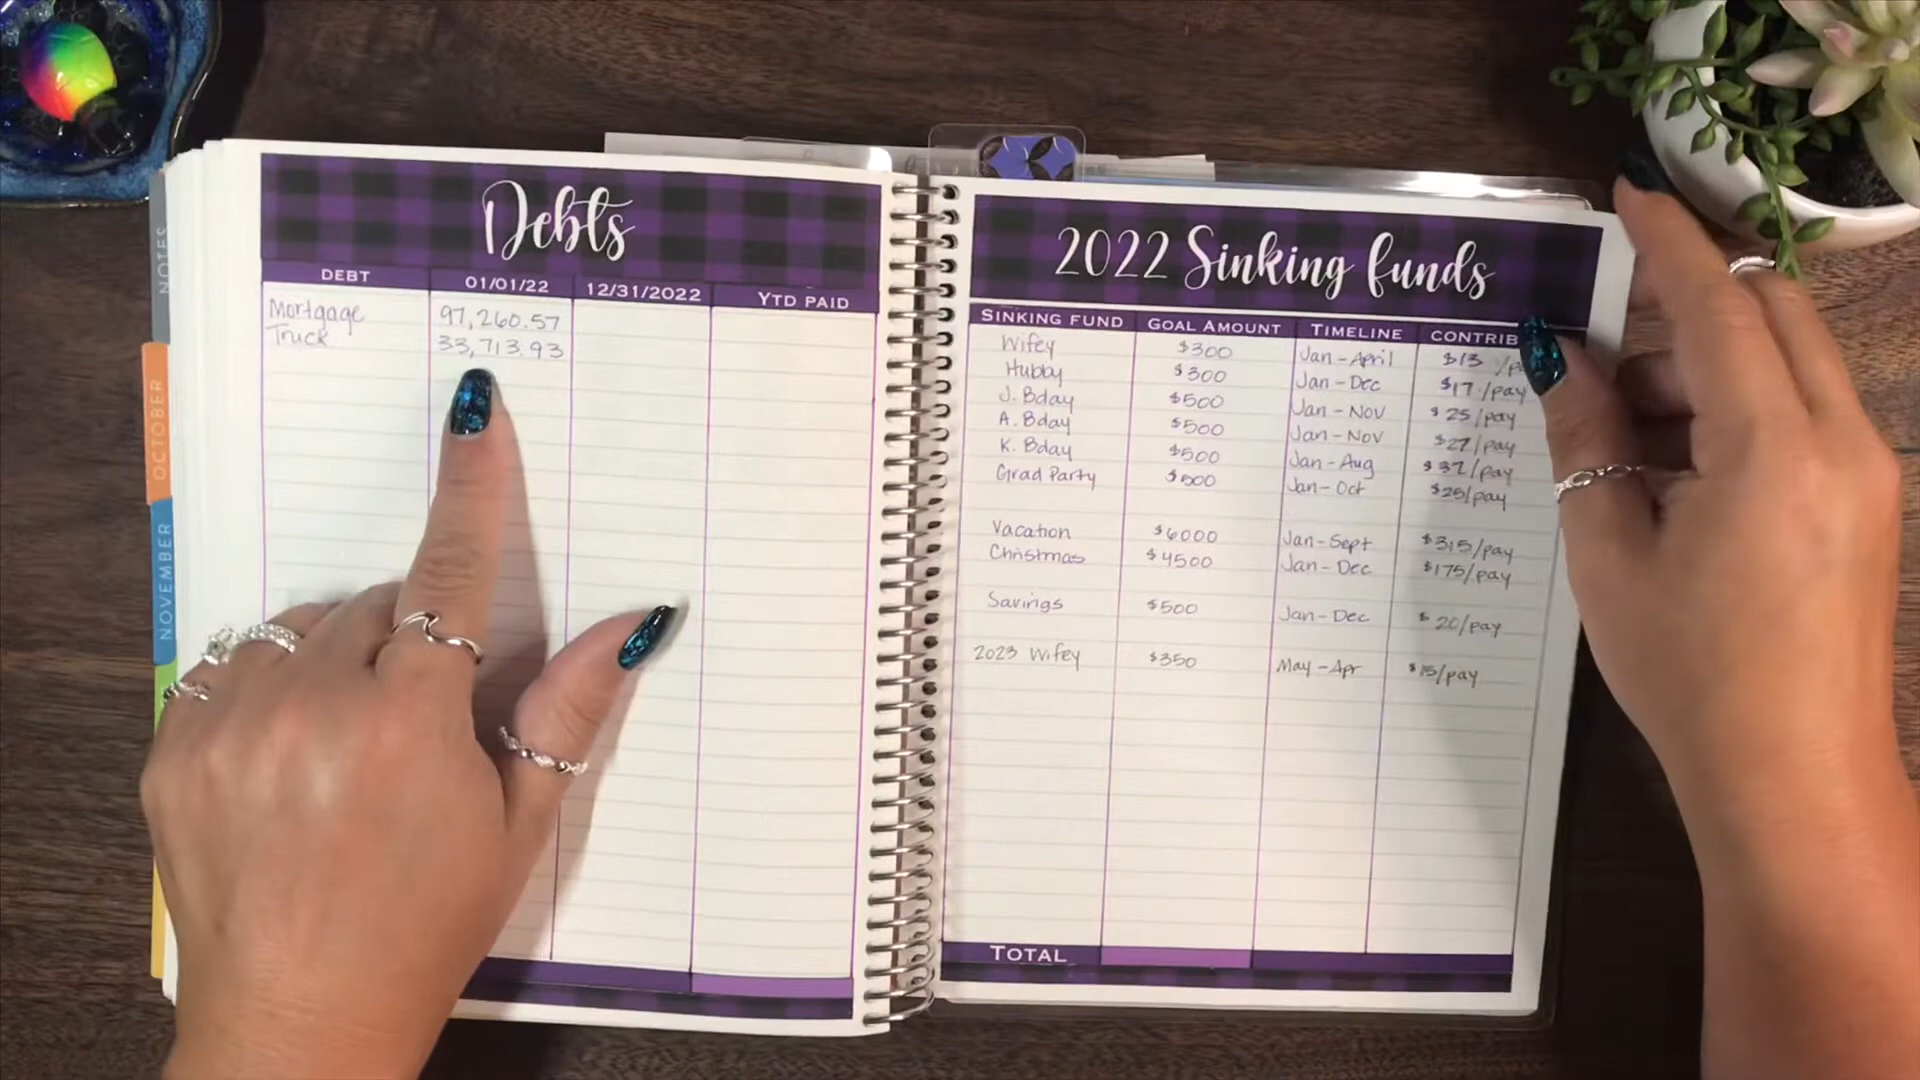 NOTES
OCTOBER
NOVEMBER
Debts
DEBT 01/01/22 12/31/2022 YTD PAID
Mortgage 97,260.57
Truck 33,713.93
2022 Sinking Funds
SINKING FUND GOAL AMOUNT TIMELINE CONTRIB
Wifey $300 Jan-April $13
Hubby $300 Jan-Dec $17/pay
J. Bday $500 Jan-Nov $25/pay
A. Bday $500 Jan-Nov $27/pay
K. Bday $500 Jan-Aug /pay
Grad Party $500 Jan-Oct $25/pay
Vacation $6000 Jan-Sept $315/pay
Christmas $4500 Jan-Dec $175/pay
Savings $500 Jan-Dec $20/pay
2023 Wifey $350 May-Apr $15/pay
TOTAL